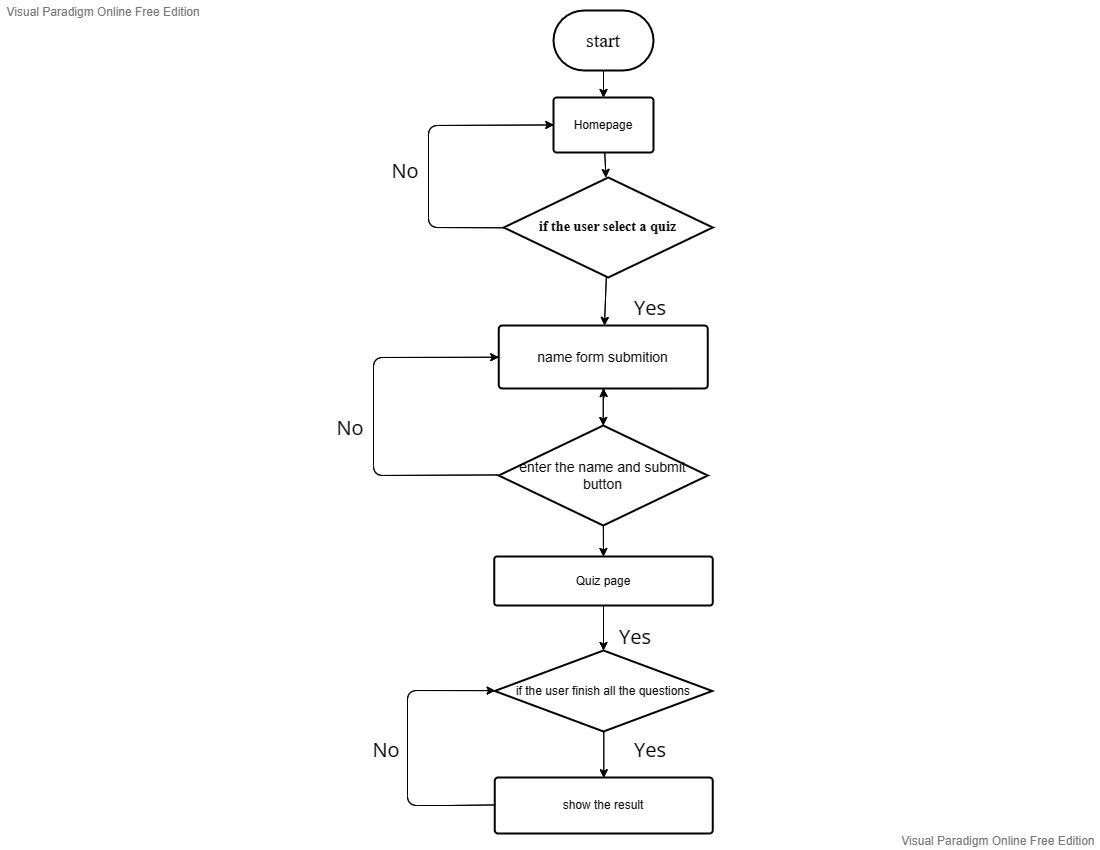 Visual Paradigm Online Free Edition
start
Homepage
No
if the user select a quiz
Yes
name form submition
No
enter the name and submit
button
Quiz page
Yes
if the user finish all the questions
No
Yes
show the result
Visual Paradigm Online Free Edition